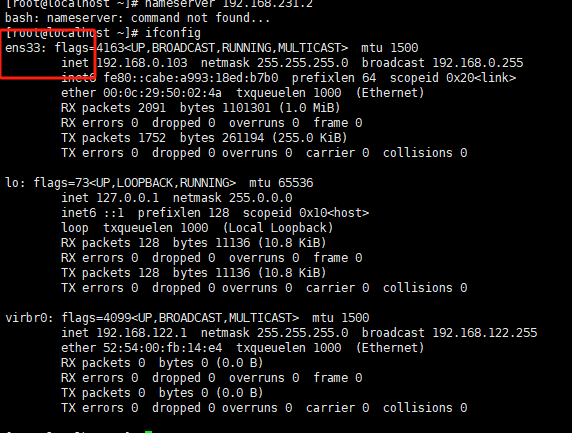 [root@localhost ~]# nameserver 192.168.231.2
bash: nameserver: command not found...
[root@localhost ~]# ifconfig
ens33: flags=4163<UP,BROADCAST,RUNNING,MULTICAST>  mtu 1500
        inet 192.168.0.103  netmask 255.255.255.0  broadcast 192.168.0.255
        inet6 fe80::cabe:a993:18ed:b7b0  prefixlen 64  scopeid 0x20<link>
        ether 00:0c:29:50:02:4a  txqueuelen 1000  (Ethernet)
        RX packets 2091  bytes 1101301 (1.0 MiB)
        RX errors 0  dropped 0  overruns 0  frame 0
        TX packets 1752  bytes 261194 (255.0 KiB)
        TX errors 0  dropped 0 overruns 0  carrier 0  collisions 0

lo: flags=73<UP,LOOPBACK,RUNNING>  mtu 65536
        inet 127.0.0.1  netmask 255.0.0.0
        inet6 ::1  prefixlen 128  scopeid 0x10<host>
        loop  txqueuelen 1000  (Local Loopback)
        RX packets 128  bytes 11136 (10.8 KiB)
        RX errors 0  dropped 0  overruns 0  frame 0
        TX packets 128  bytes 11136 (10.8 KiB)
        TX errors 0  dropped 0 overruns 0  carrier 0  collisions 0

virbr0: flags=4099<UP,BROADCAST,MULTICAST>  mtu 1500
        inet 192.168.122.1  netmask 255.255.255.0  broadcast 192.168.122.255
        ether 52:54:00:fb:14:e4  txqueuelen 1000  (Ethernet)
        RX packets 0  bytes 0 (0.0 B)
        RX errors 0  dropped 0  overruns 0  frame 0
        TX packets 0  bytes 0 (0.0 B)
        TX errors 0  dropped 0 overruns 0  carrier 0  collisions 0